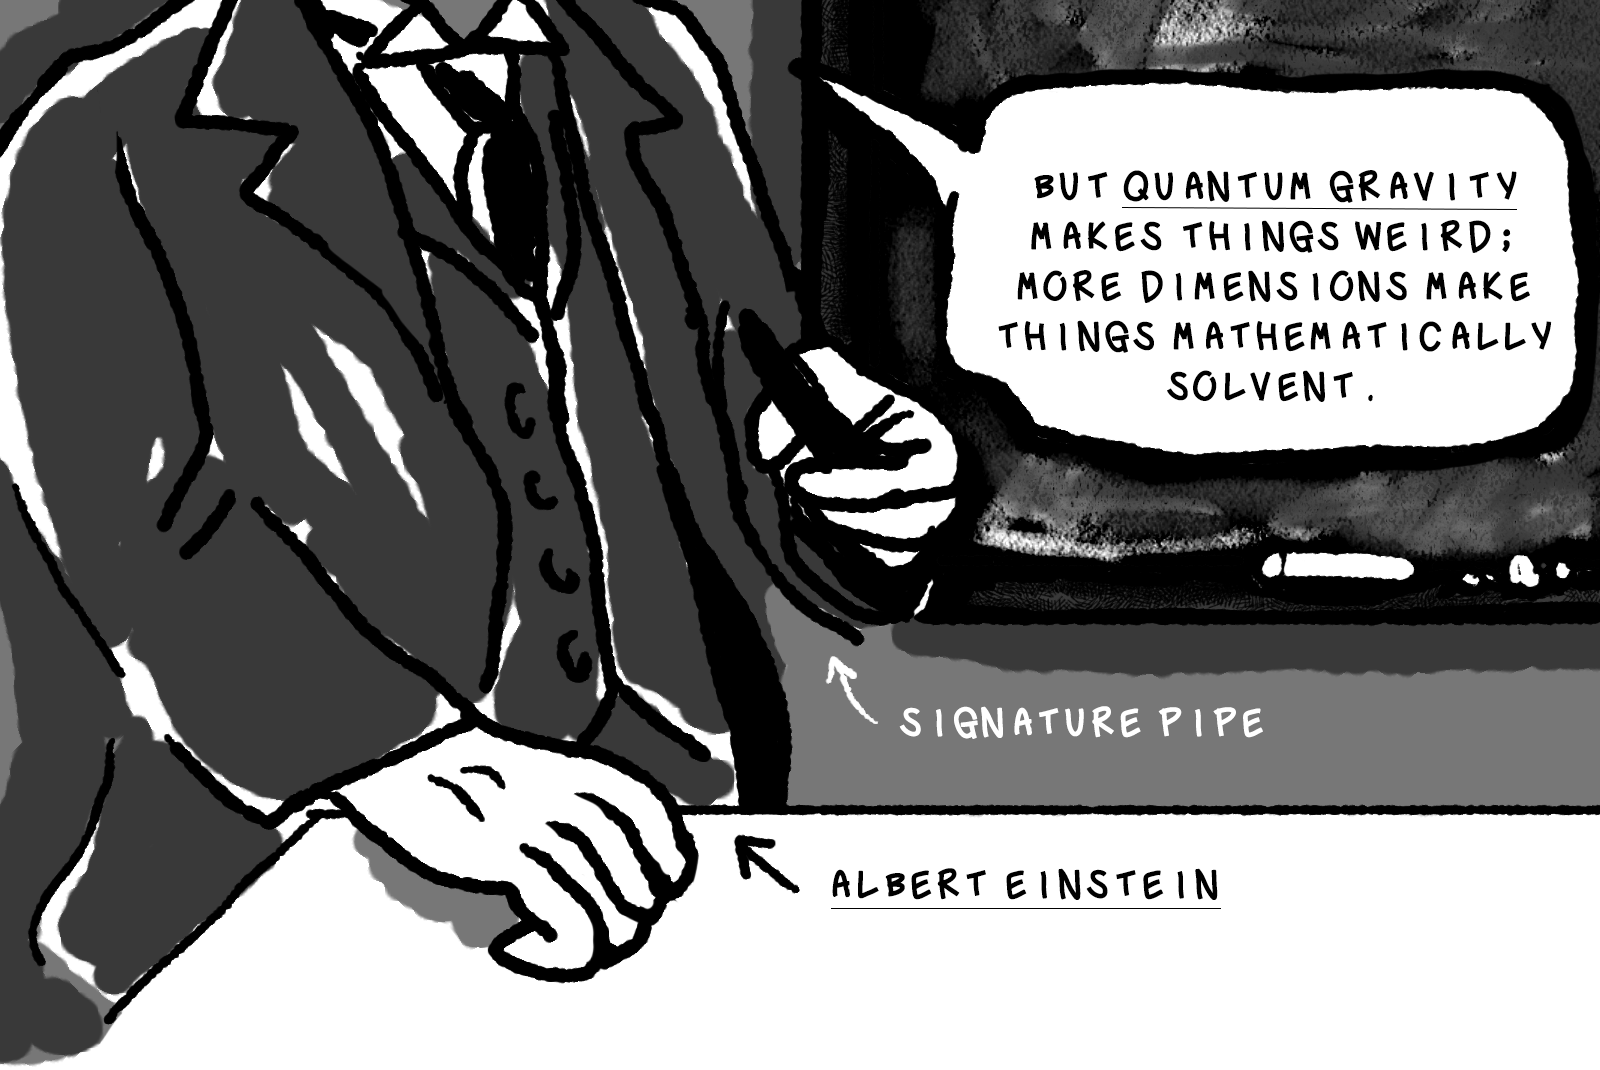 BUT QUANTUM GRAVITY
MAKES THINGS WEIRD;
MORE DIMENSIONS MAKE
THINGS MATHEMATICALLY
SOLVENT.
SIGNATURE PIPE
ALBERT EINSTEIN